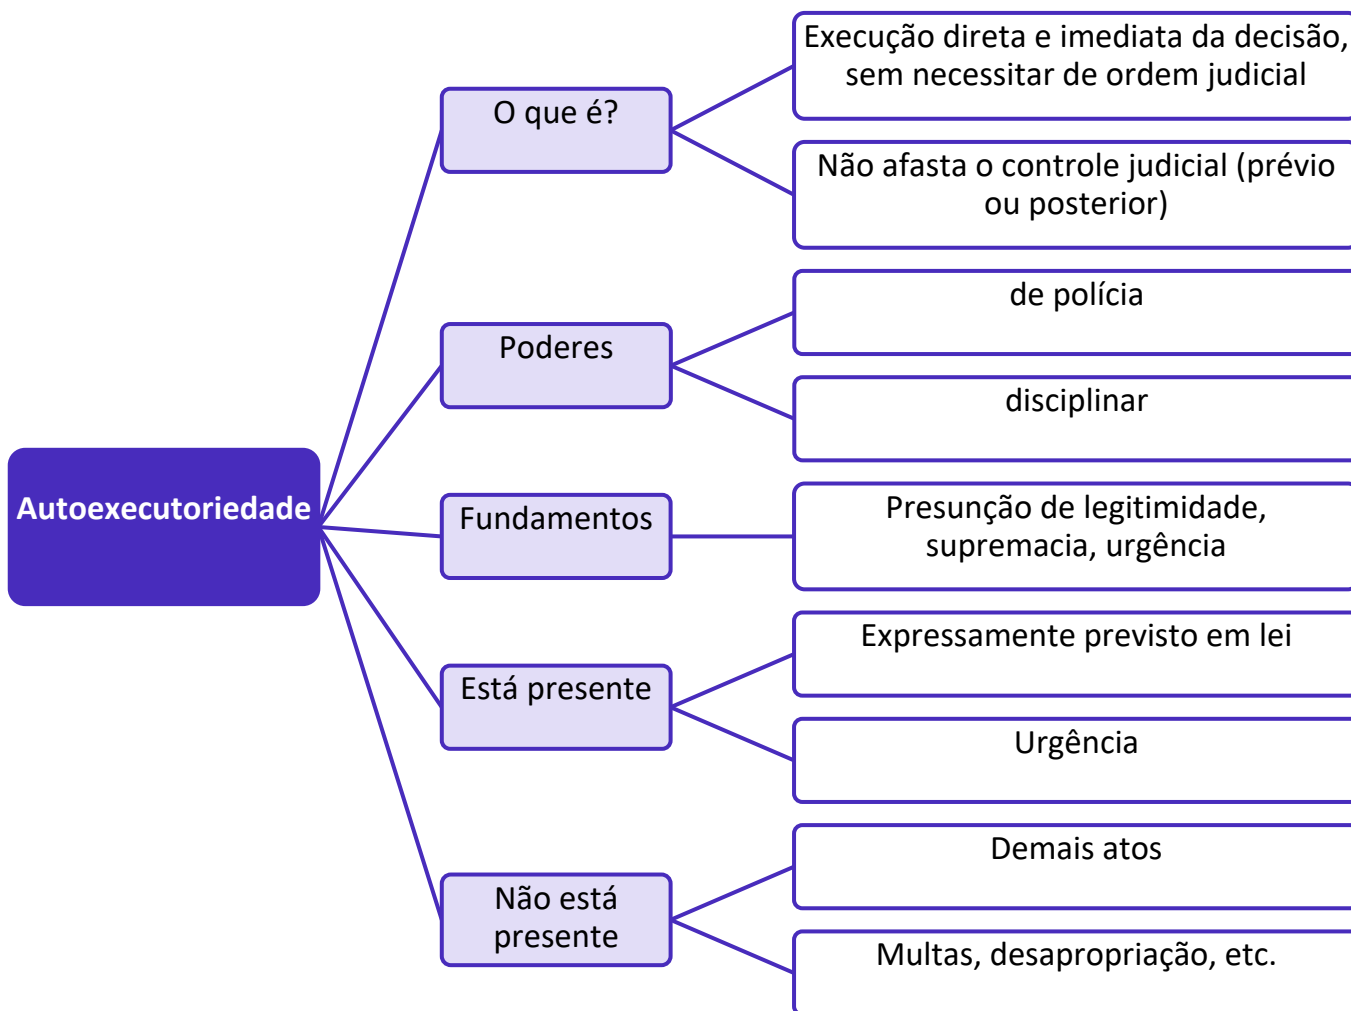 Autoexecutoriedade
O que é?
Execução direta e imediata da decisão,
sem necessitar de ordem judicial
Não afasta o controle judicial (prévio
ou posterior)
Poderes
de polícia
disciplinar
Fundamentos
Presunção de legitimidade,
supremacia, urgência
Está presente
Expressamente previsto em lei
Urgência
Não está
presente
Demais atos
Multas, desapropriação, etc.